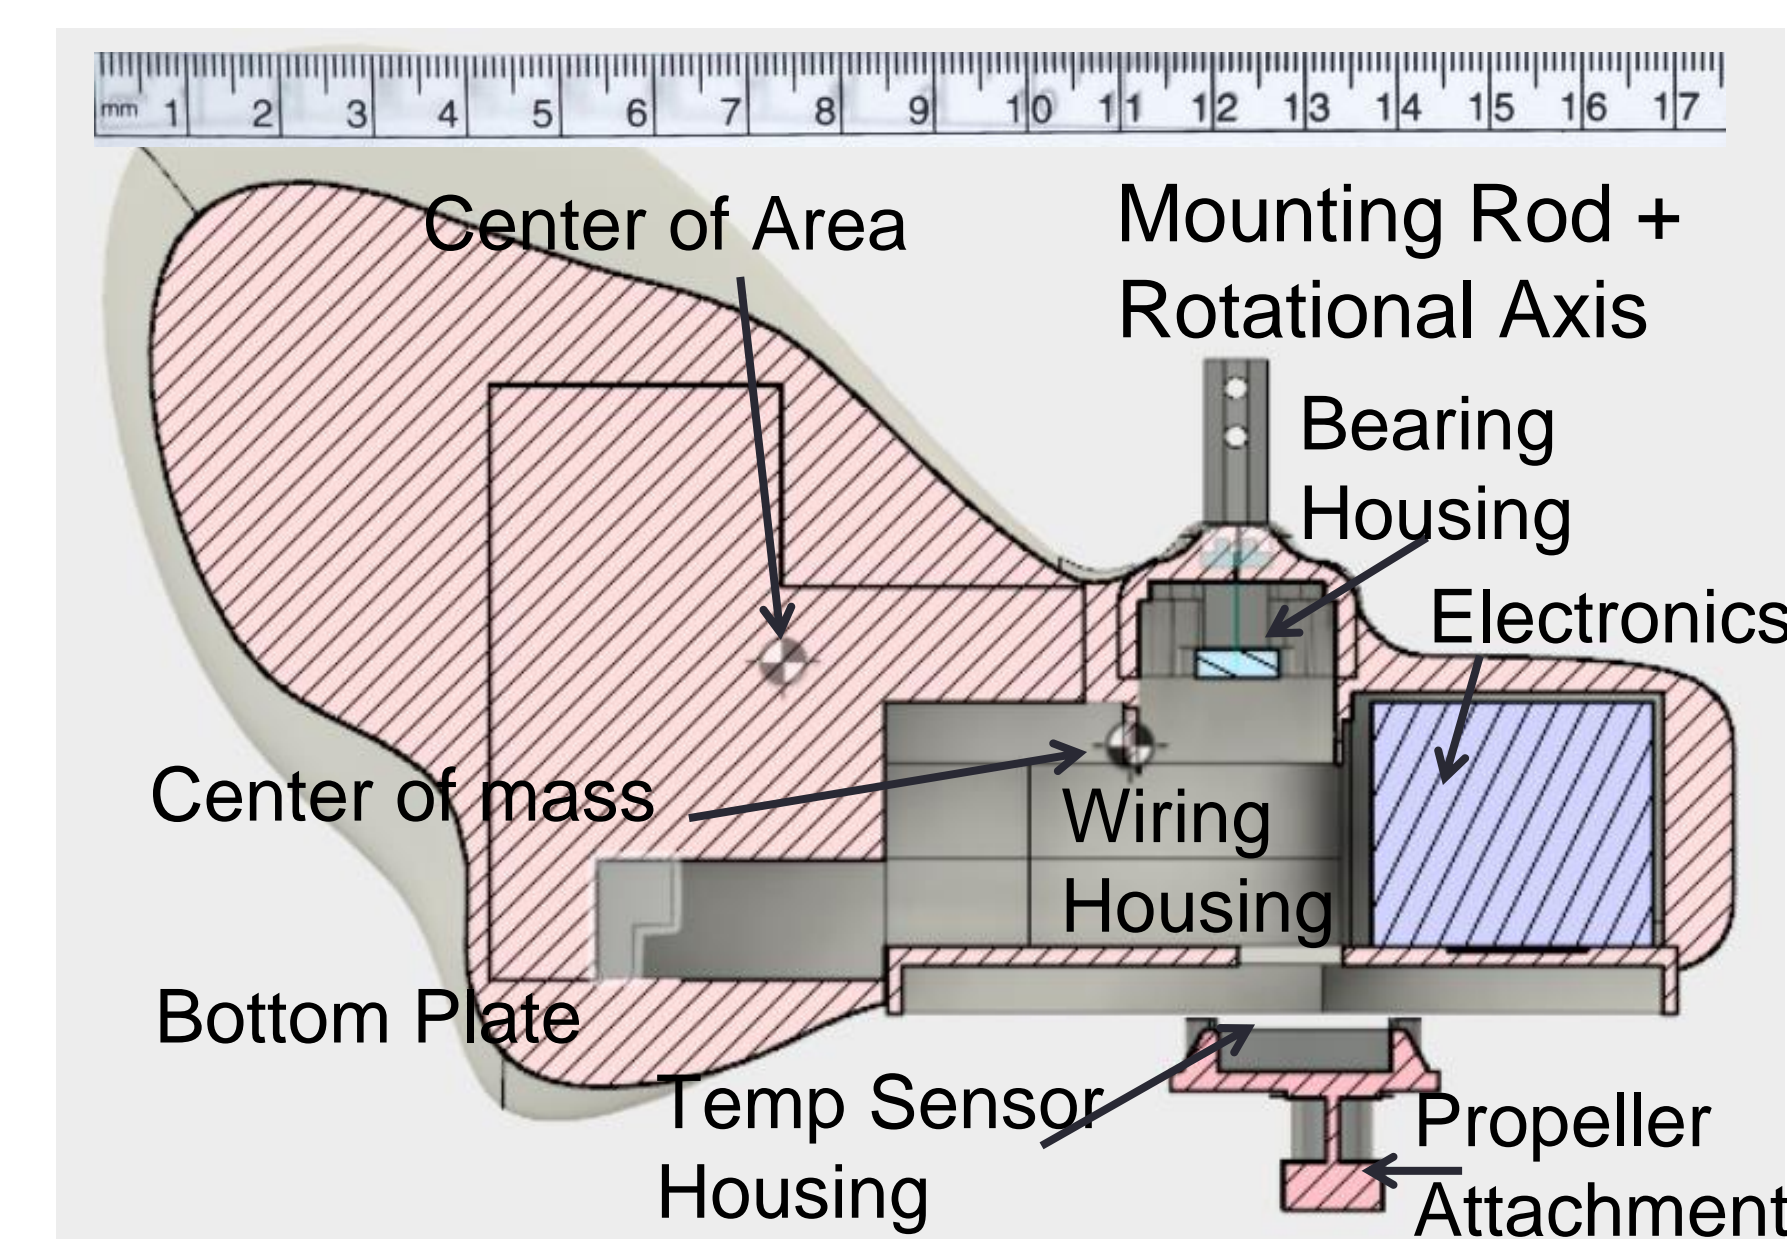 mm 1 2 3 4 5 6 7 8 9 10 11 12 13 14 15 16 17
Center of Area
Mounting Rod +
Rotational Axis
Bearing
Housing
Electronics
Center of mass
Wiring
Housing
Bottom Plate
Temp Sensor
Housing
Propeller
Attachment